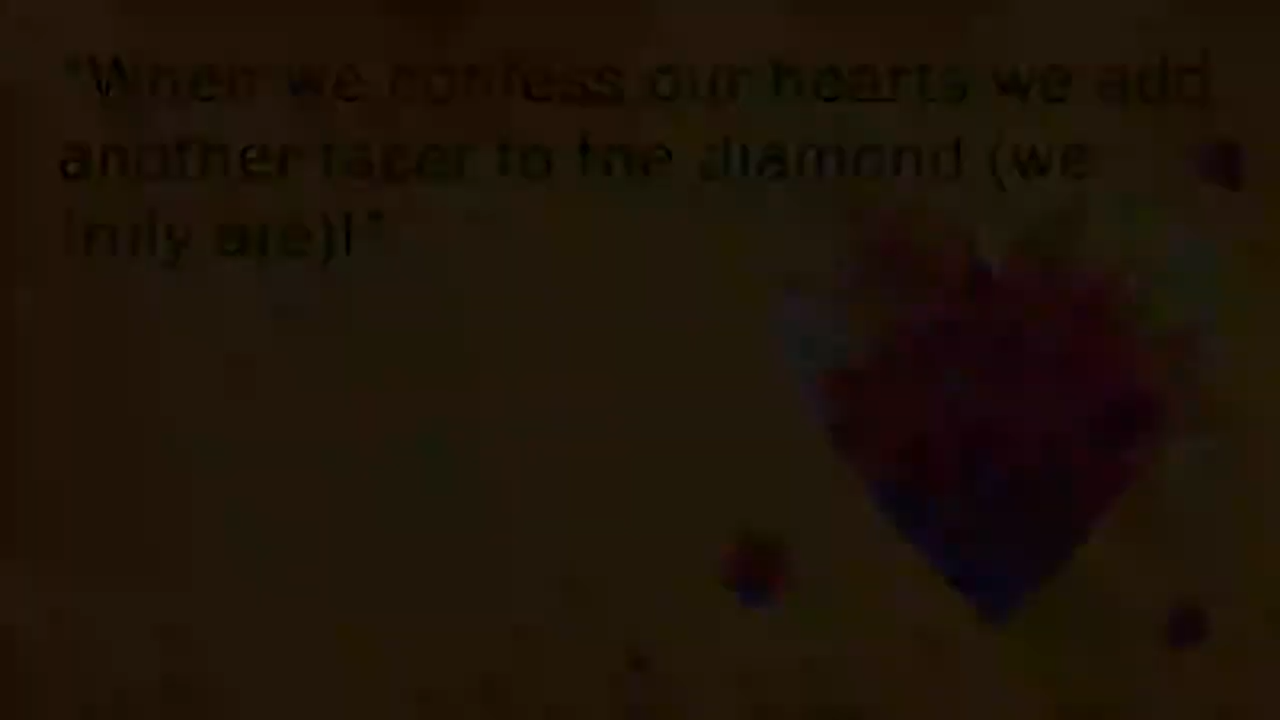 "When we confess our hearts we add
another facet to the diamond (we
truly are)!"